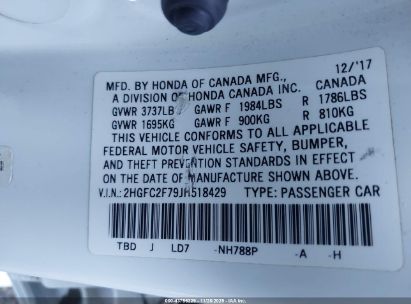 12/'17
MFD. BY HONDA OF CANADA MFG., CANADA
A DIVISION OF HONDA CANADA INC.
GVWR 3737LB GAWR F 1984LBS R 1786LBS
GVWR 1695KG GAWR F 900KG R 810KG
THIS VEHICLE CONFORMS TO ALL APPLICABLE
FEDERAL MOTOR VEHICLE SAFETY, BUMPER,
AND THEFT PREVENTION STANDARDS IN EFFECT
ON THE DATE OF MANUFACTURE SHOWN ABOVE.
V.I.N.: 2HGFC2F79JH518429 TYPE: PASSENGER CAR
TBD J LD7 -NH788P -A -H